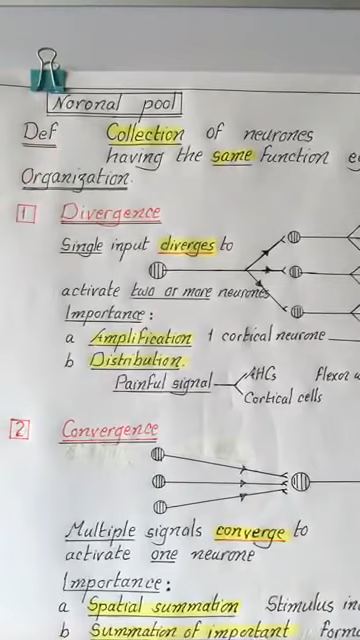 Noronal pool
Def Collection of neurones
having the same function
Organization.
1 Divergence
Single input diverges to
activate two or more neurones
Importance:
a Amplification 1 cortical neurone
b Distribution.
Painful signal AHCs Flexor
Cortical cells
2 Convergence
Multiple signals converge to
activate one neurone
Importance:
a Spatial summation Stimulus
b Summation of important